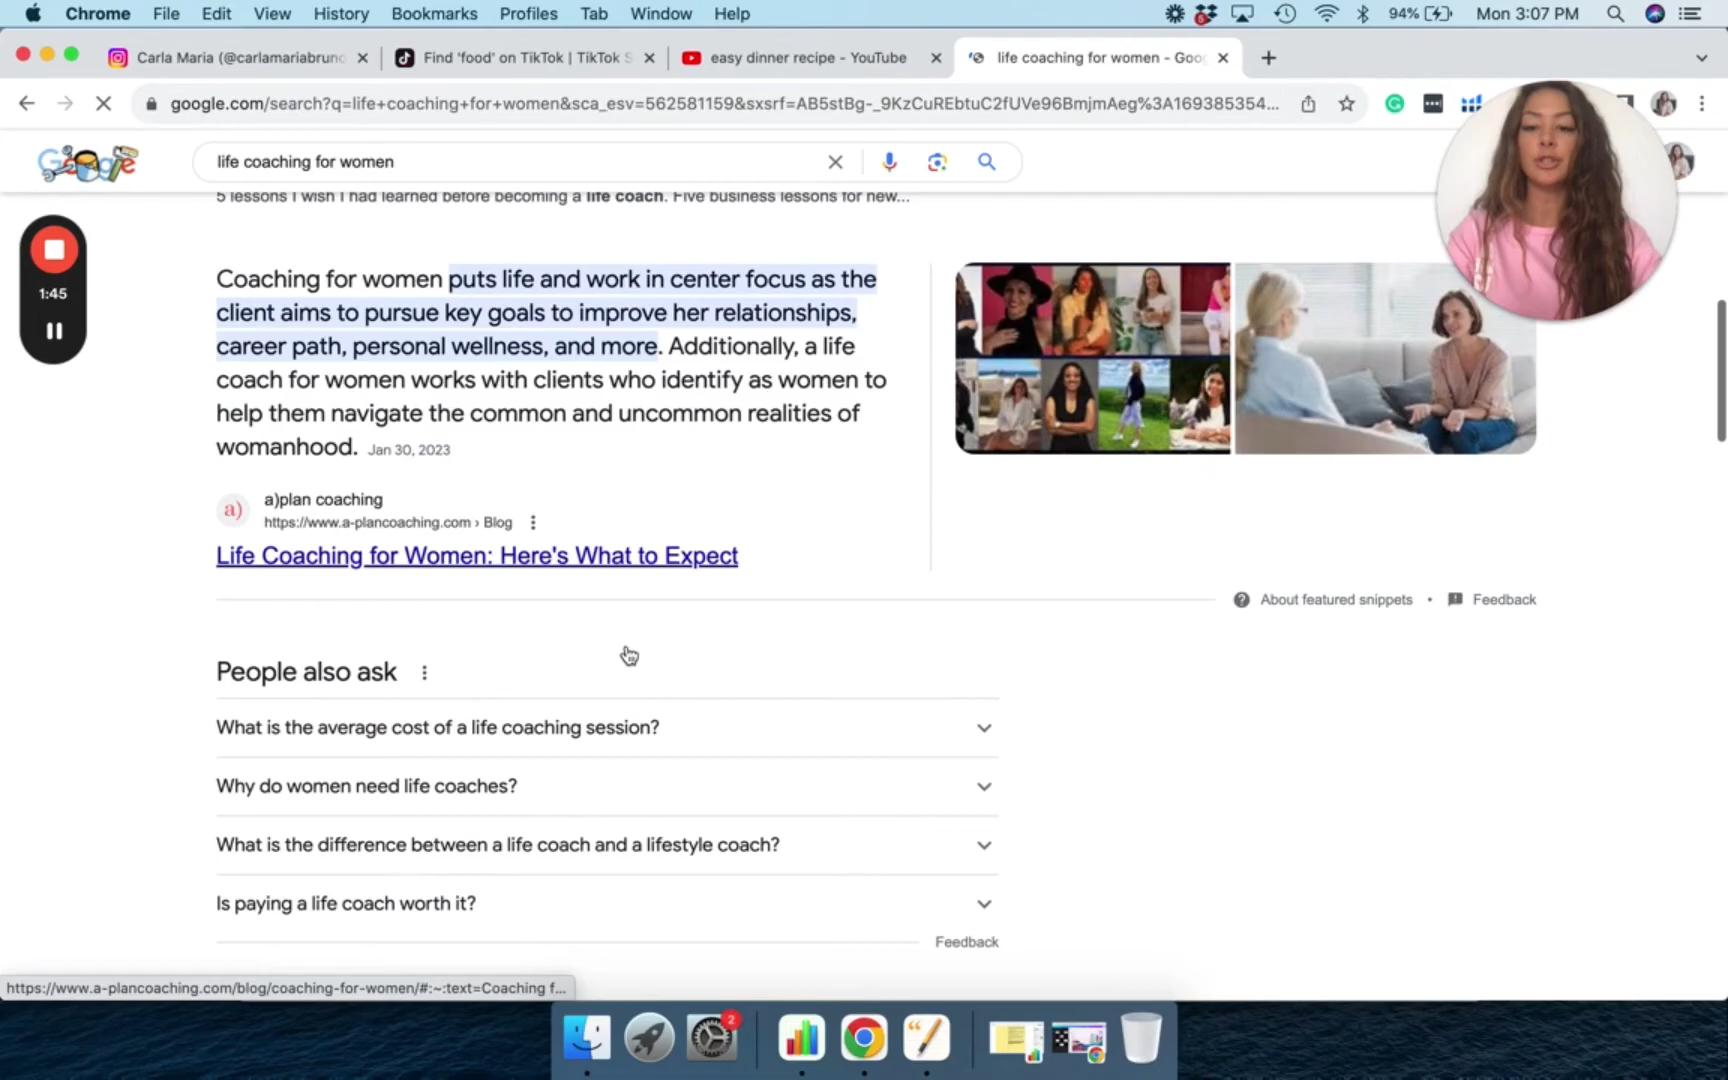 Chrome File Edit View History Bookmarks Profiles Tab Window Help
5 94% Mon 3:07 PM
Carla Maria (@carlamariabruno
Find 'food' on TikTok | TikTok S
easy dinner recipe - YouTube
life coaching for women - Goo
google.com/search?q=life+coaching+for+women&sca_esv=562581159&sxsrf=AB5stBg-_9KzCuREbtuC2fUVe96BmjmAeg%3A169385354...
Google
life coaching for women
5 lessons I wish I had learned before becoming a life coach. Five business lessons for new...
1:45
Coaching for women puts life and work in center focus as the
client aims to pursue key goals to improve her relationships,
career path, personal wellness, and more. Additionally, a life
coach for women works with clients who identify as women to
help them navigate the common and uncommon realities of
womanhood. Jan 30, 2023
a)
a)plan coaching
https://www.a-plancoaching.com › Blog
Life Coaching for Women: Here's What to Expect
About featured snippets • Feedback
People also ask
What is the average cost of a life coaching session?
Why do women need life coaches?
What is the difference between a life coach and a lifestyle coach?
Is paying a life coach worth it?
Feedback
https://www.a-plancoaching.com/blog/coaching-for-women/#:~:text=Coaching f...
2